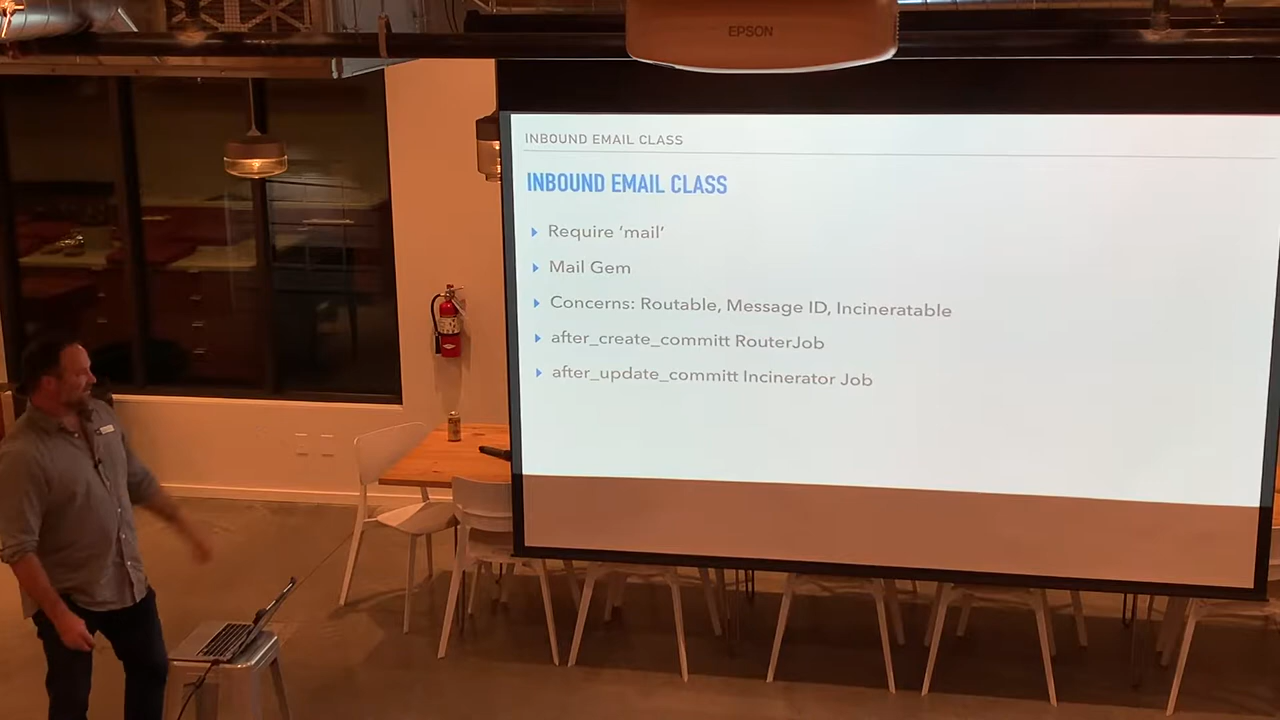 EPSON
INBOUND EMAIL CLASS
INBOUND EMAIL CLASS
Require ‘mail’
Mail Gem
Concerns: Routable, Message ID, Incineratable
after_create_committ RouterJob
after_update_committ Incinerator Job